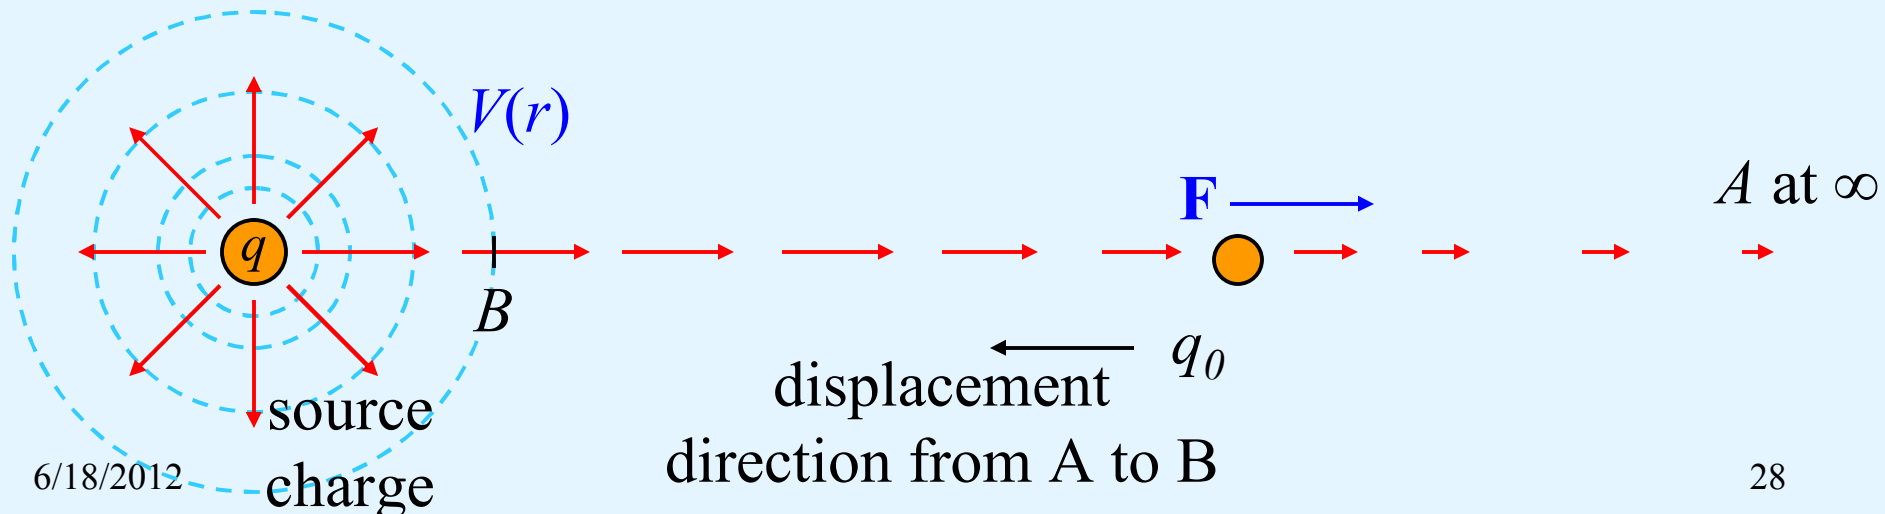 V(r)
A at ∞
F
q
B
q0
displacement
direction from A to B
source
charge
6/18/2012
28